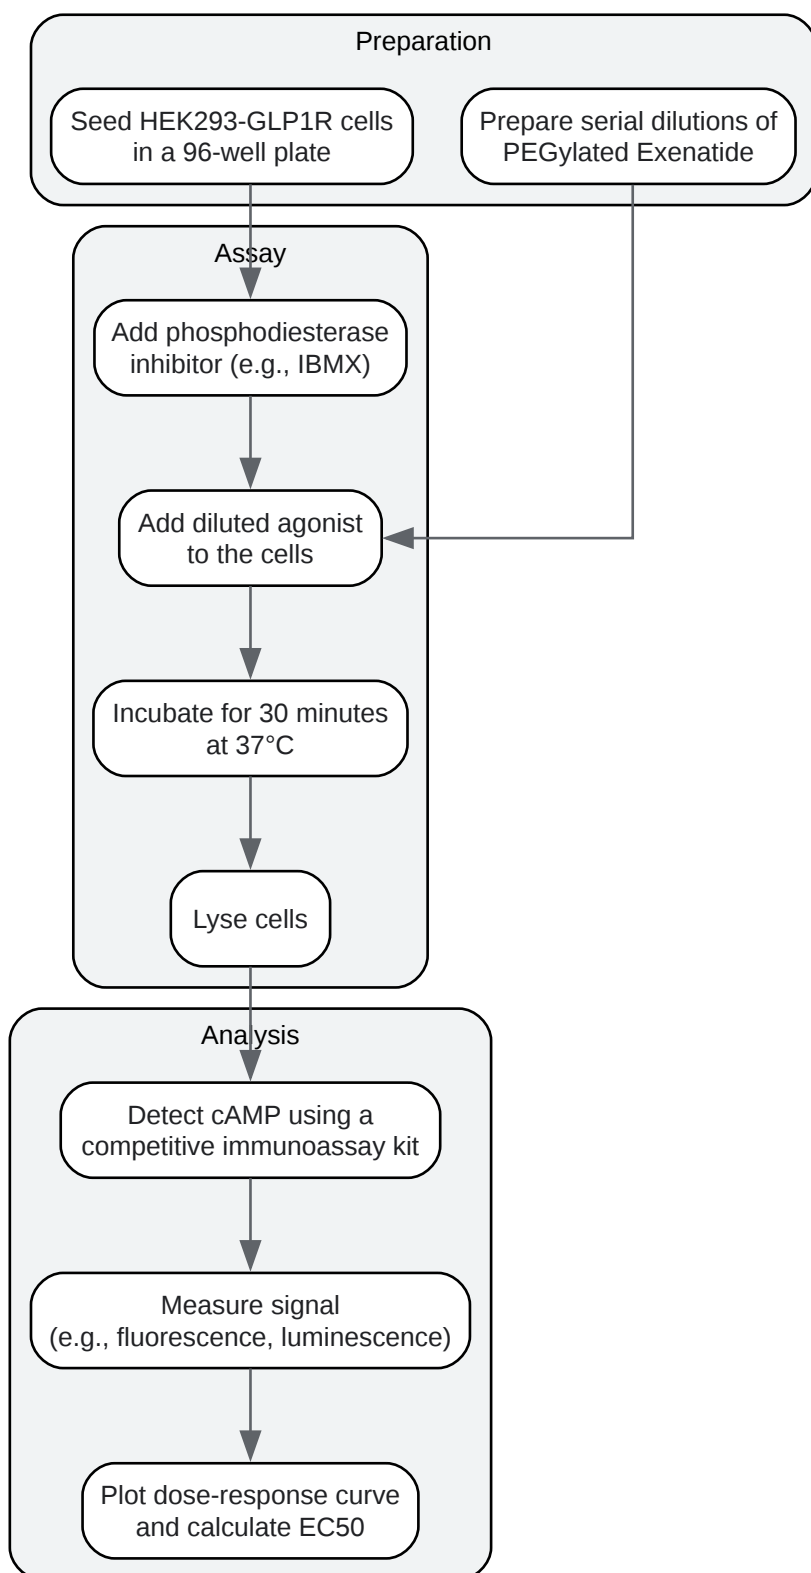 Preparation
Seed HEK293-GLP1R cells
in a 96-well plate
Prepare serial dilutions of
PEGylated Exenatide
Assay
Add phosphodiesterase
inhibitor (e.g., IBMX)
Add diluted agonist
to the cells
Incubate for 30 minutes
at 37°C
Lyse cells
Analysis
Detect cAMP using a
competitive immunoassay kit
Measure signal
(e.g., fluorescence, luminescence)
Plot dose-response curve
and calculate EC50